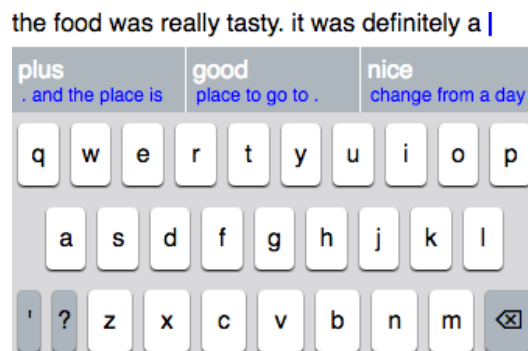 the food was really tasty. it was definitely a
plus good nice
. and the place is place to go to . change from a day
q w e r t y u i o p
a s d f g h j k l
' ? z x c v b n m